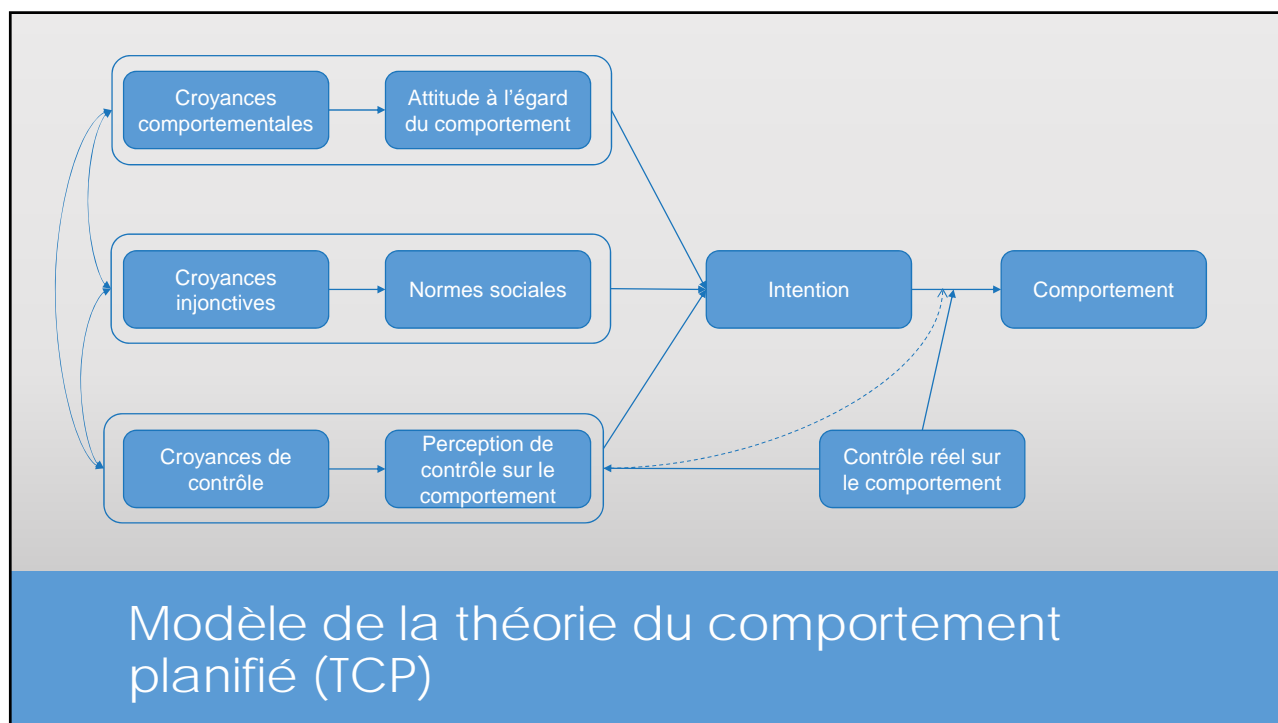 Croyances
comportementales
Attitude à l’égard
du comportement
Croyances
injonctives
Normes sociales
Intention
Comportement
Croyances de
contrôle
Perception de
contrôle sur le
comportement
Contrôle réel sur
le comportement
Modèle de la théorie du comportement
planifié (TCP)